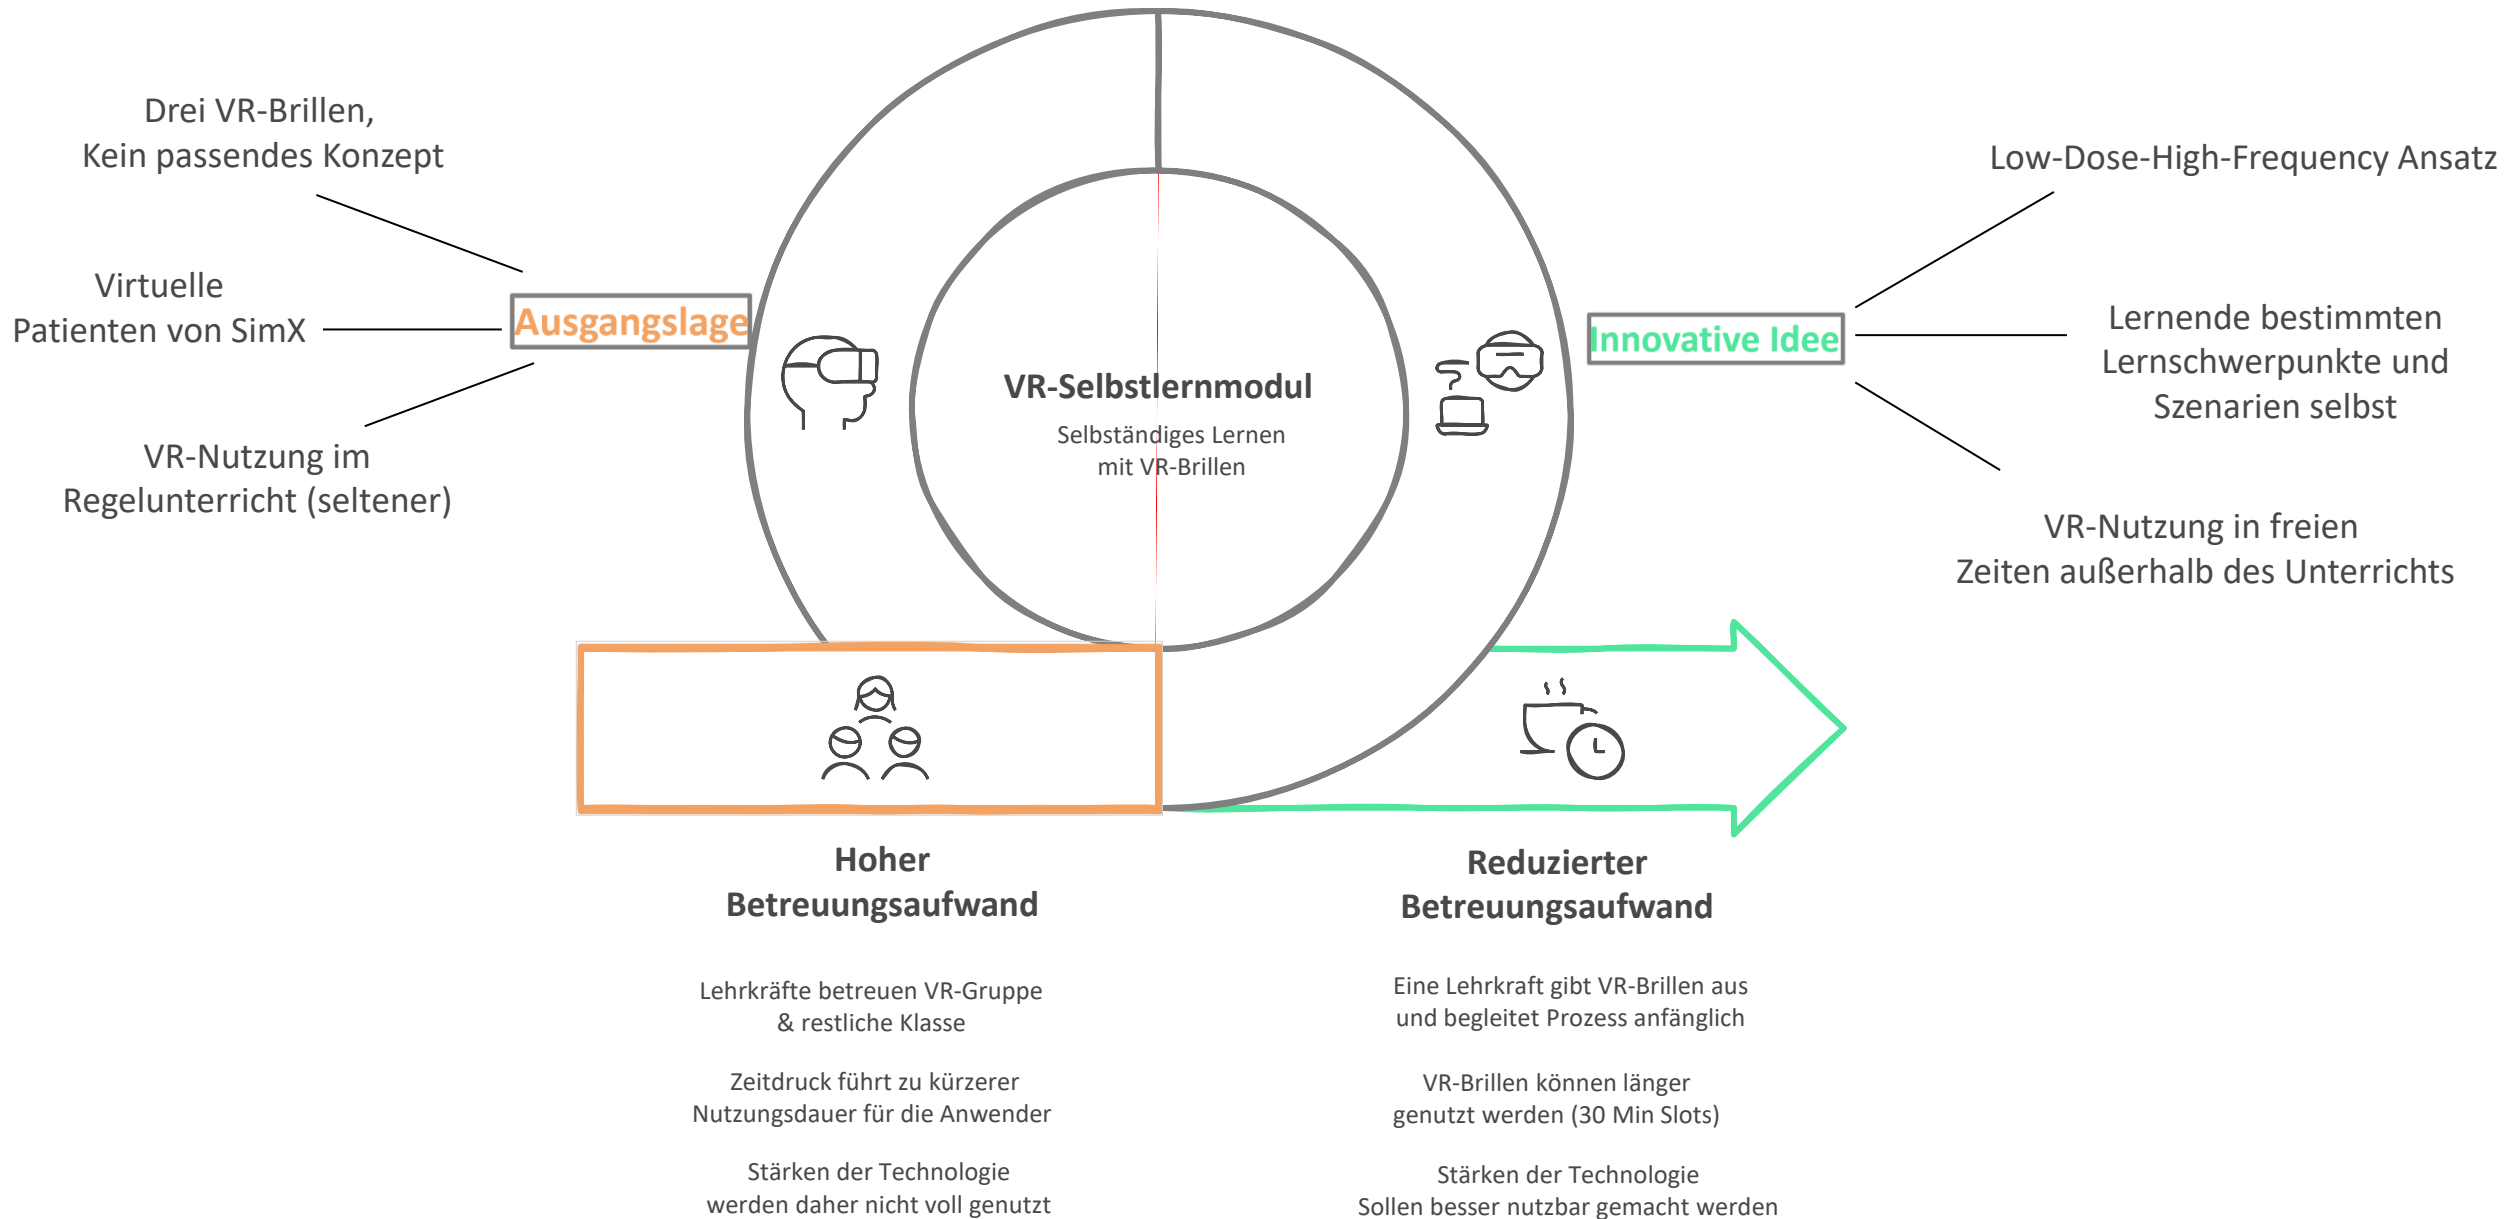 Drei VR-Brillen,
Kein passendes Konzept
Virtuelle
Patienten von SimX
VR-Nutzung im
Regelunterricht (seltener)
Ausgangslage
VR-Selbstlernmodul
Selbständiges Lernen
mit VR-Brillen
Innovative Idee
Low-Dose-High-Frequency Ansatz
Lernende bestimmten
Lernschwerpunkte und
Szenarien selbst
VR-Nutzung in freien
Zeiten außerhalb des Unterrichts
Hoher
Betreuungsaufwand
Lehrkräfte betreuen VR-Gruppe
& restliche Klasse
Zeitdruck führt zu kürzerer
Nutzungsdauer für die Anwender
Stärken der Technologie
werden daher nicht voll genutzt
Reduzierter
Betreuungsaufwand
Eine Lehrkraft gibt VR-Brillen aus
und begleitet Prozess anfänglich
VR-Brillen können länger
genutzt werden (30 Min Slots)
Stärken der Technologie
Sollen besser nutzbar gemacht werden